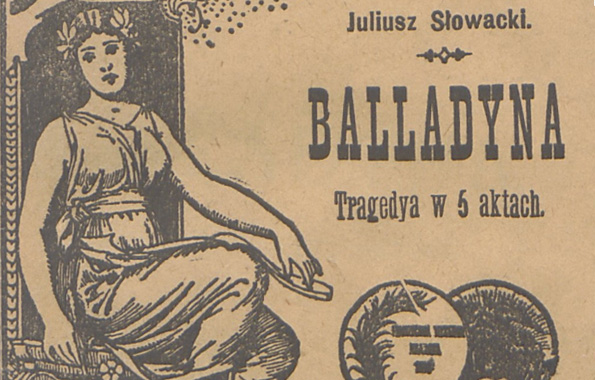 Juliusz Słowacki.
BALLADYNA
Tragedya w 5 aktach.